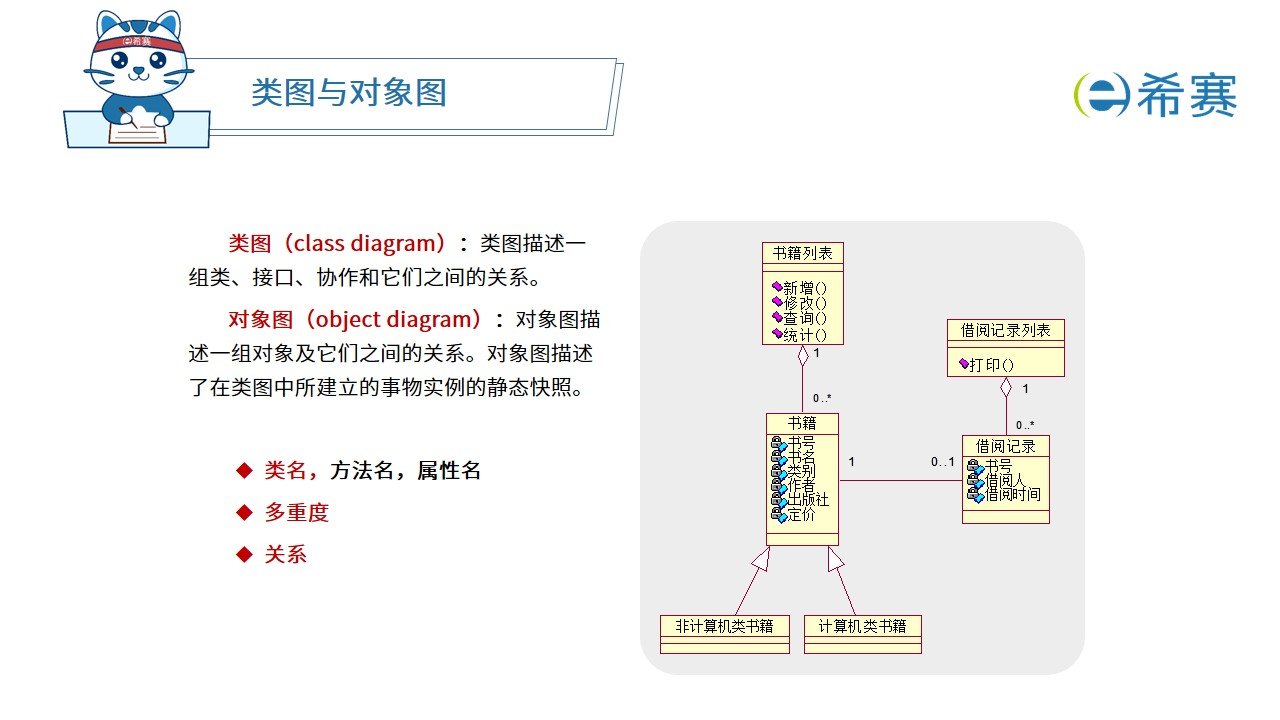 希赛
类图与对象图
希赛
类图（class diagram）：类图描述一
组类、接口、协作和它们之间的关系。
对象图（object diagram）：对象图描
述一组对象及它们之间的关系。对象图描述
了在类图中所建立的事物实例的静态快照。
◆ 类名，方法名，属性名
◆ 多重度
◆ 关系
书籍列表
新增()
修改()
查询()
统计()
1
0..*
书籍
书号
书名
类别
作者
出版社
定价
1
0..1
借阅记录列表
打印()
1
0..*
借阅记录
书号
借阅人
借阅时间
非计算机类书籍
计算机类书籍